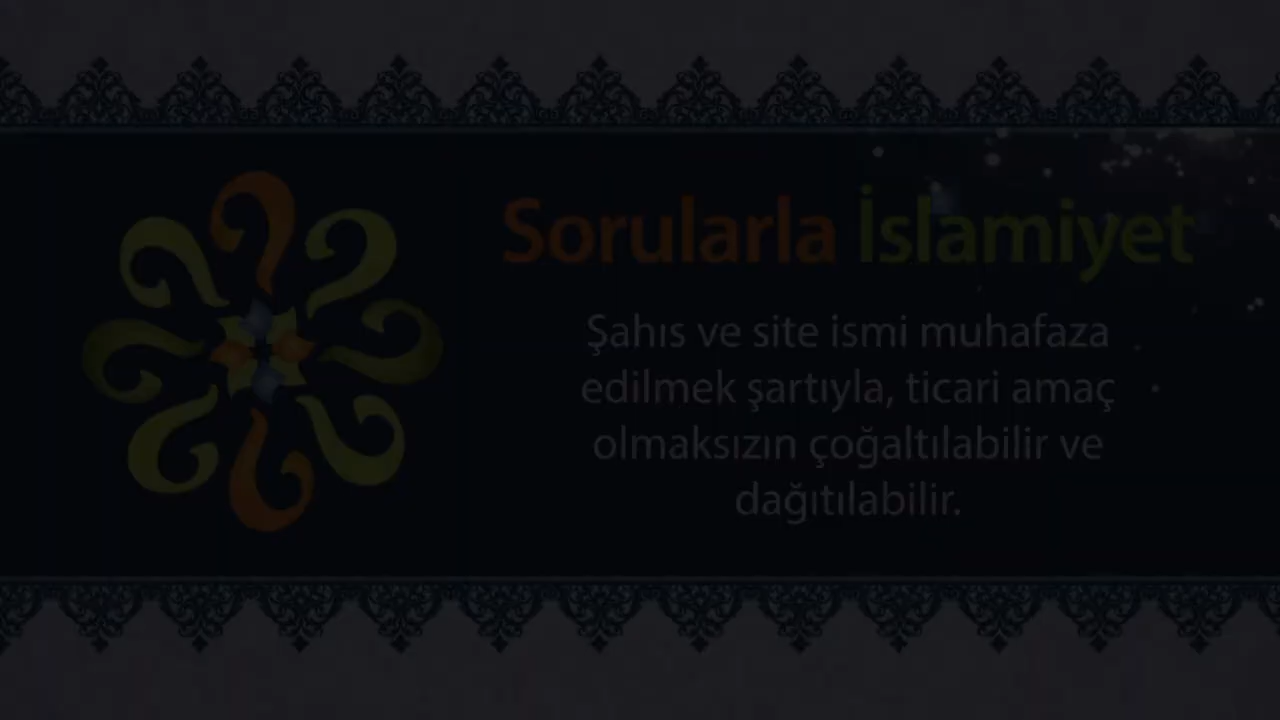 Sorularla İslamiyet
Şahıs ve site ismi muhafaza
edilmek şartıyla, ticari amaç
olmaksızın çoğaltılabilir ve
dağıtılabilir.